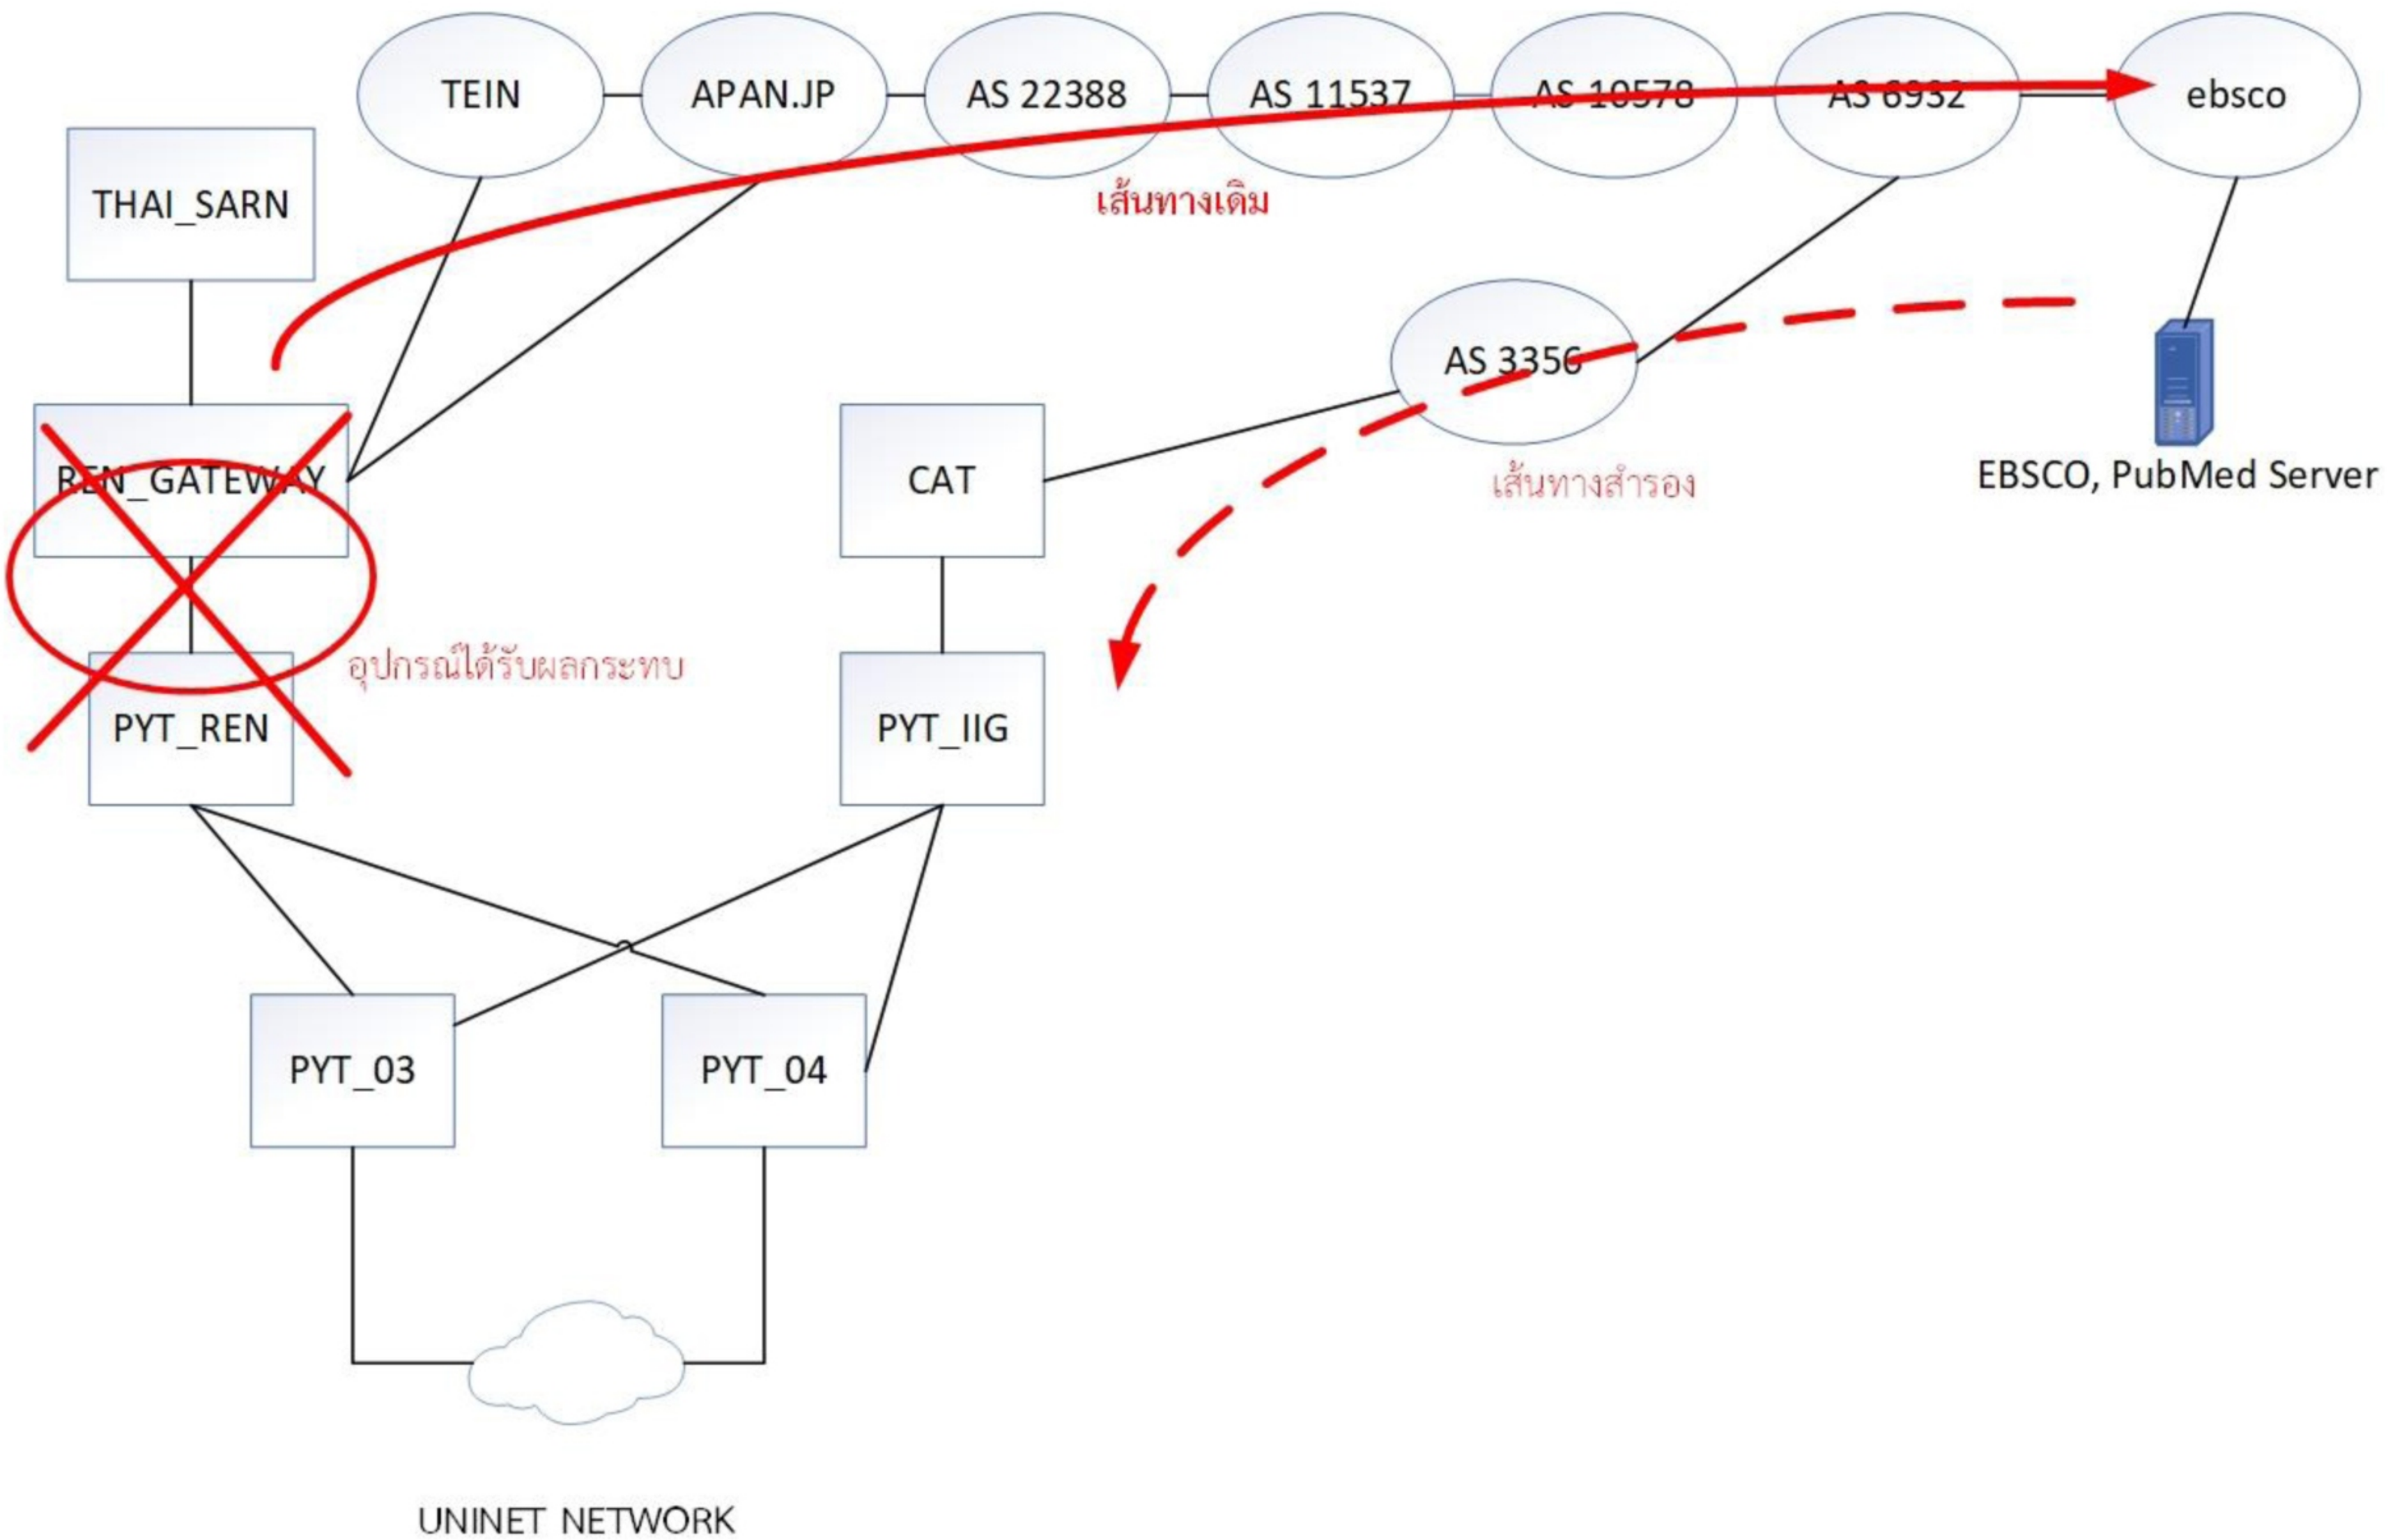 TEIN
APAN.JP
AS 22388
AS 11537
AS 10578
AS 6932
ebsco
THAI_SARN
เส้นทางเดิม
AS 3356
REN_GATEWAY
CAT
เส้นทางสำรอง
EBSCO, PubMed Server
อุปกรณ์ได้รับผลกระทบ
PYT_REN
PYT_IIG
PYT_03
PYT_04
UNINET NETWORK